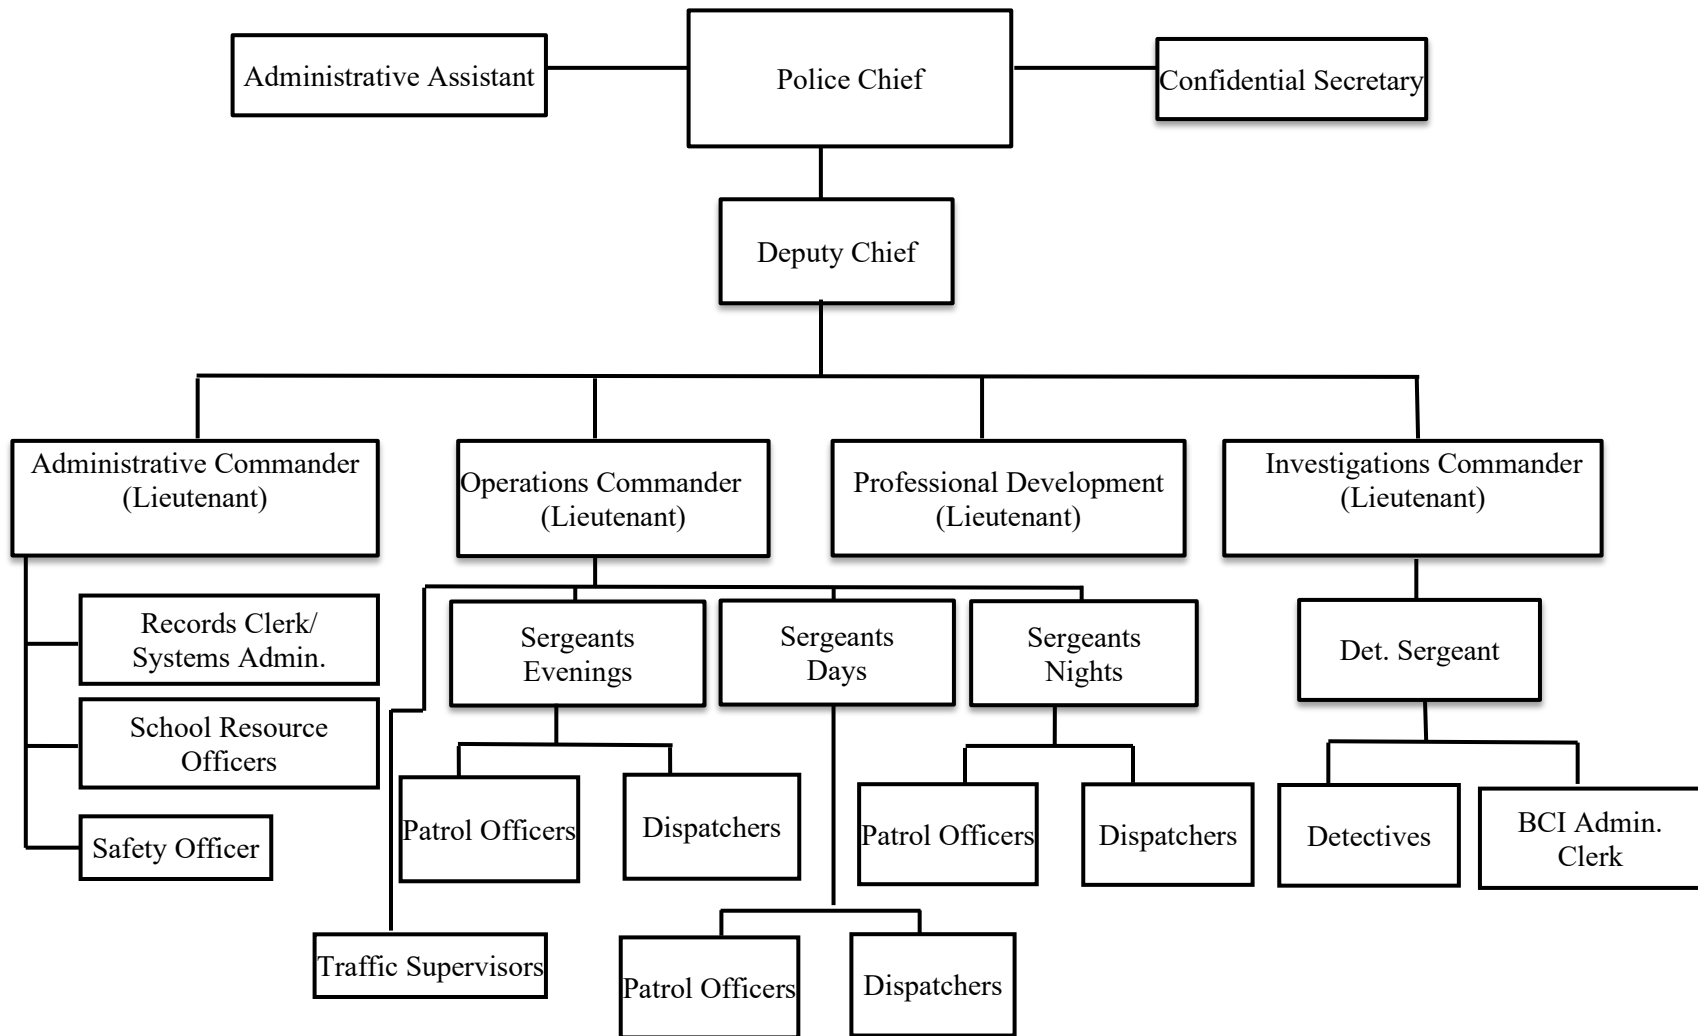 Administrative Assistant
Police Chief
Confidential Secretary
Deputy Chief
Administrative Commander
(Lieutenant)
Operations Commander
(Lieutenant)
Professional Development
(Lieutenant)
Investigations Commander
(Lieutenant)
Records Clerk/
Systems Admin.
School Resource
Officers
Safety Officer
Sergeants
Evenings
Sergeants
Days
Sergeants
Nights
Det. Sergeant
Patrol Officers
Dispatchers
Patrol Officers
Dispatchers
Detectives
BCI Admin.
Clerk
Traffic Supervisors
Patrol Officers
Dispatchers